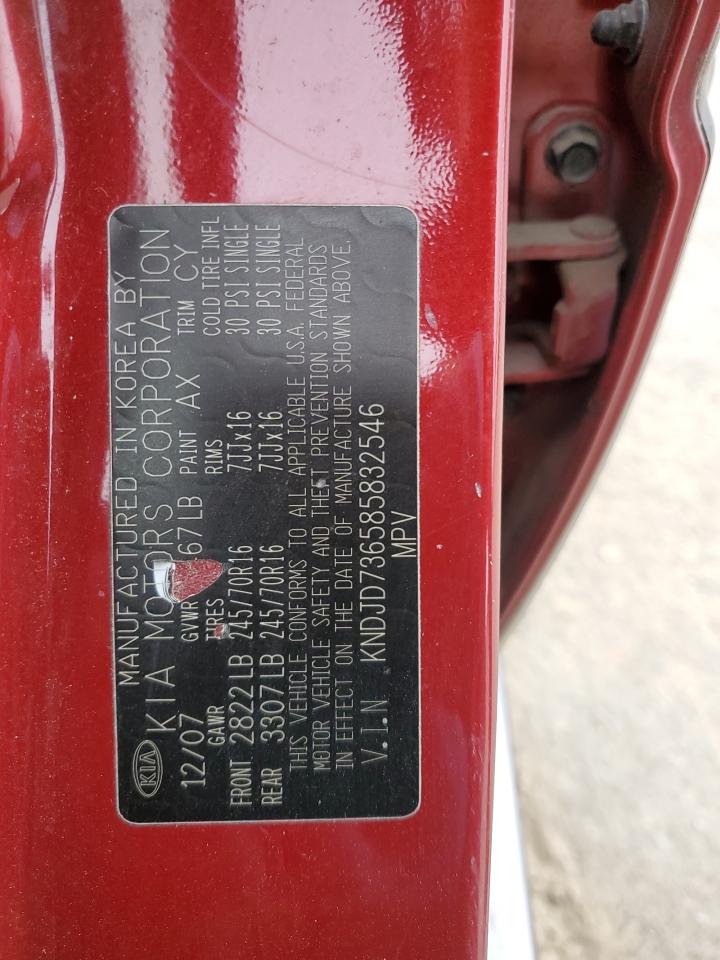 KIA
MANUFACTURED IN KOREA BY
KIA MOTORS CORPORATION
12/07 GVWR 67LB PAINT AX TRIM CY
GAWR TIRES RIMS COLD TIRE INFL
FRONT 2822LB 245/70R16 7JJx16 30 PSI SINGLE
REAR 3307LB 245/70R16 7JJx16 30 PSI SINGLE
THIS VEHICLE CONFORMS TO ALL APPLICABLE U.S.A. FEDERAL
MOTOR VEHICLE SAFETY AND THEFT PREVENTION STANDARDS
IN EFFECT ON THE DATE OF MANUFACTURE SHOWN ABOVE.
V.I.N KNDJD736585832546
MPV